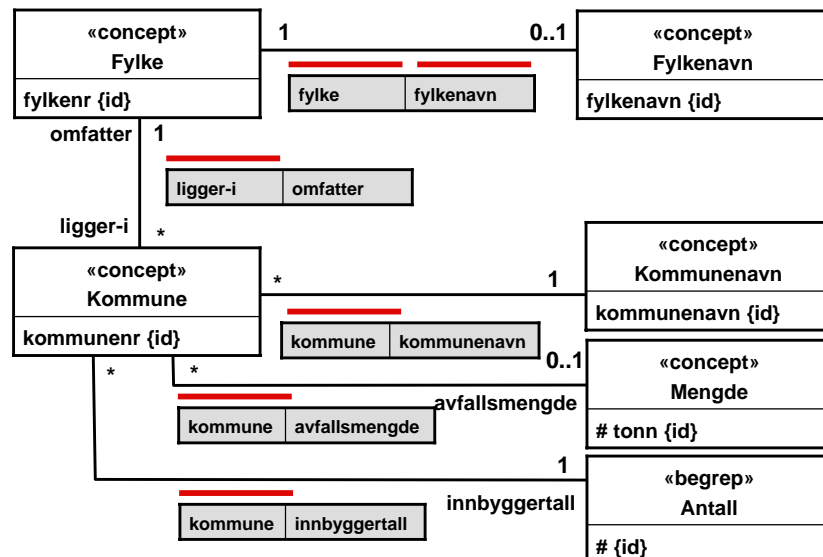 «concept»
Fylke
fylkenr {id}
1
0..1
«concept»
Fylkenavn
fylkenavn {id}
fylke fylkenavn
omfatter
1
ligger-i omfatter
ligger-i
*
«concept»
Kommune
kommunenr {id}
*
1
«concept»
Kommunenavn
kommunenavn {id}
kommune kommunenavn
*
*
0..1
avfallsmengde
«concept»
Mengde
# tonn {id}
kommune avfallsmengde
1
innbyggertall
«begrep»
Antall
# {id}
kommune innbyggertall